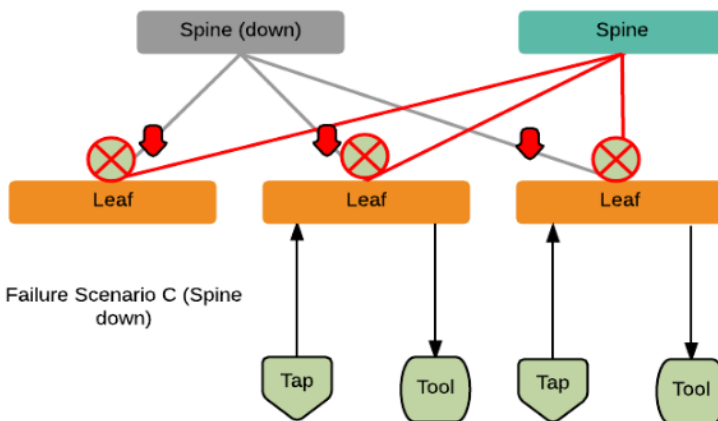 Spine (down)
Spine
Leaf
Leaf
Leaf
Failure Scenario C (Spine
down)
Tap
Tool
Tap
Tool